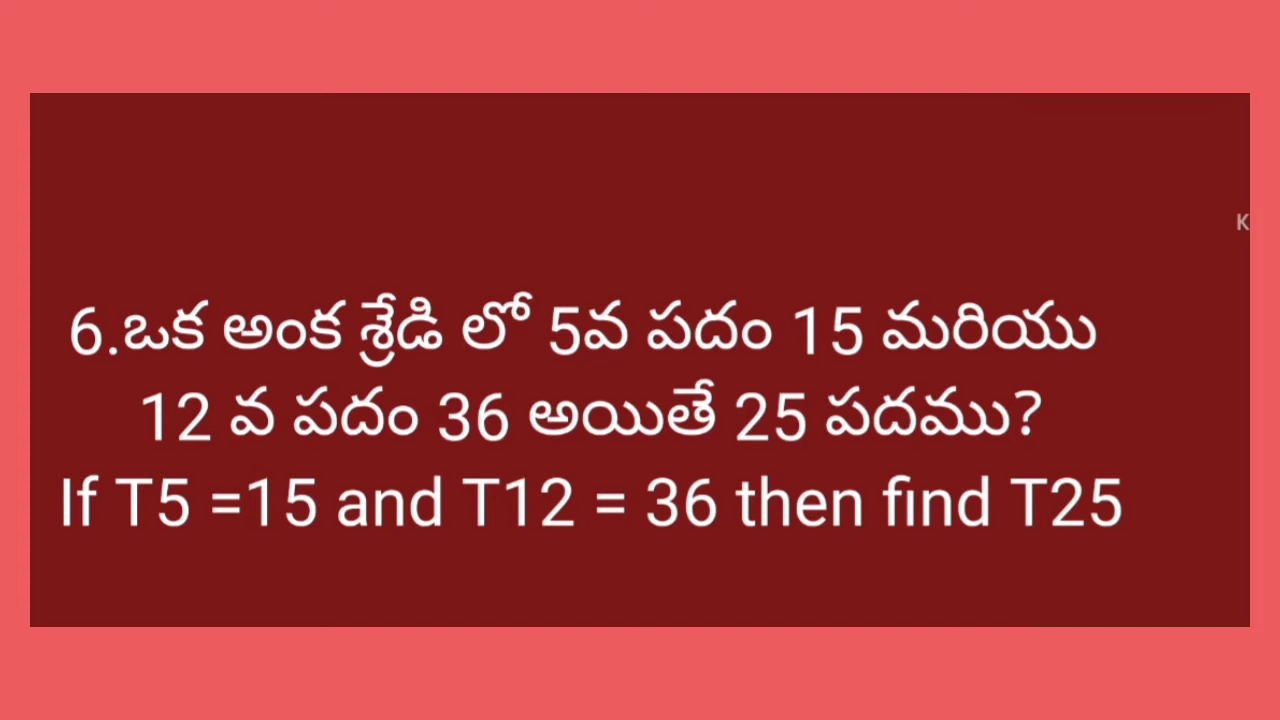 K
6.ఒక అంక శ్రేడి లో 5వ పదం 15 మరియు
12 వ పదం 36 అయితే 25 పదము?
If T5 =15 and T12 = 36 then find T25